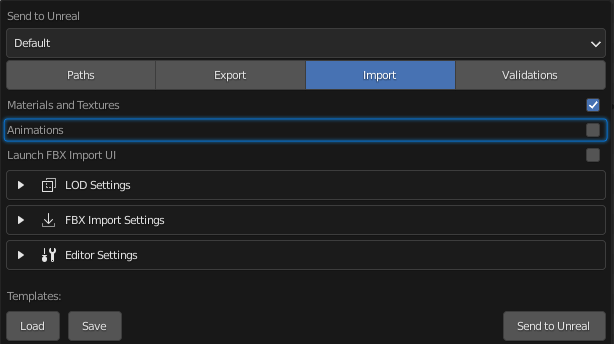 Send to Unreal
Default
Paths Export Import Validations
Materials and Textures
Animations
Launch FBX Import UI
LOD Settings
FBX Import Settings
Editor Settings
Templates:
Load Save Send to Unreal